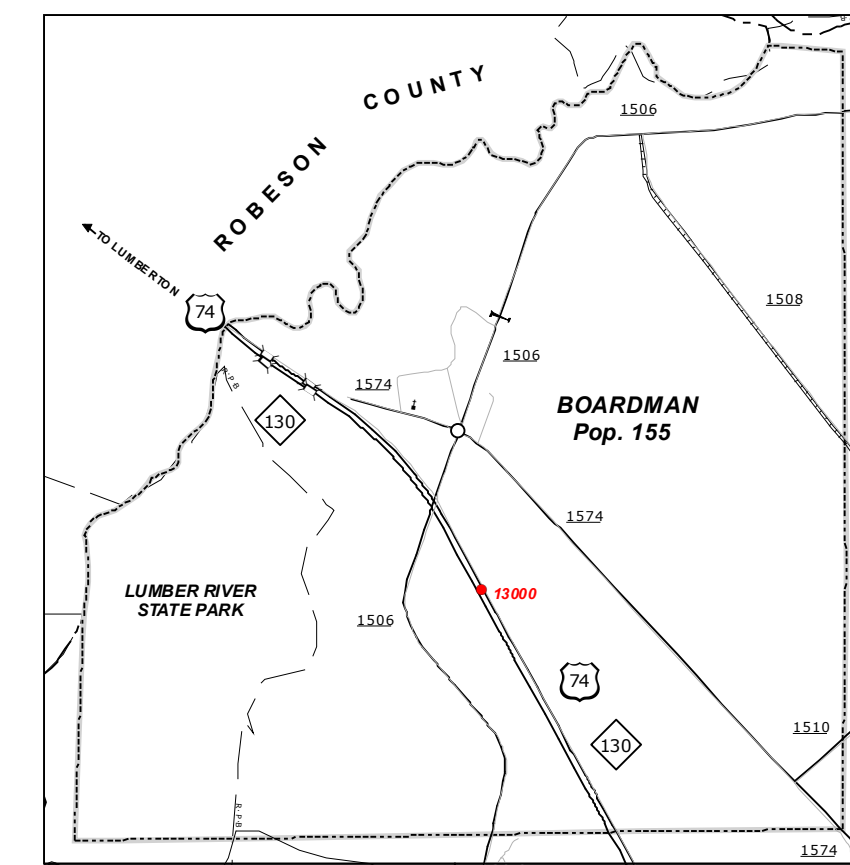 ROBESON COUNTY
1506
TO LUMBERTON
74
1508
1506
1574
130
BOARDMAN
Pop. 155
R-P-B
1574
LUMBER RIVER
STATE PARK
13000
1506
74
1510
130
R-P-B
1574